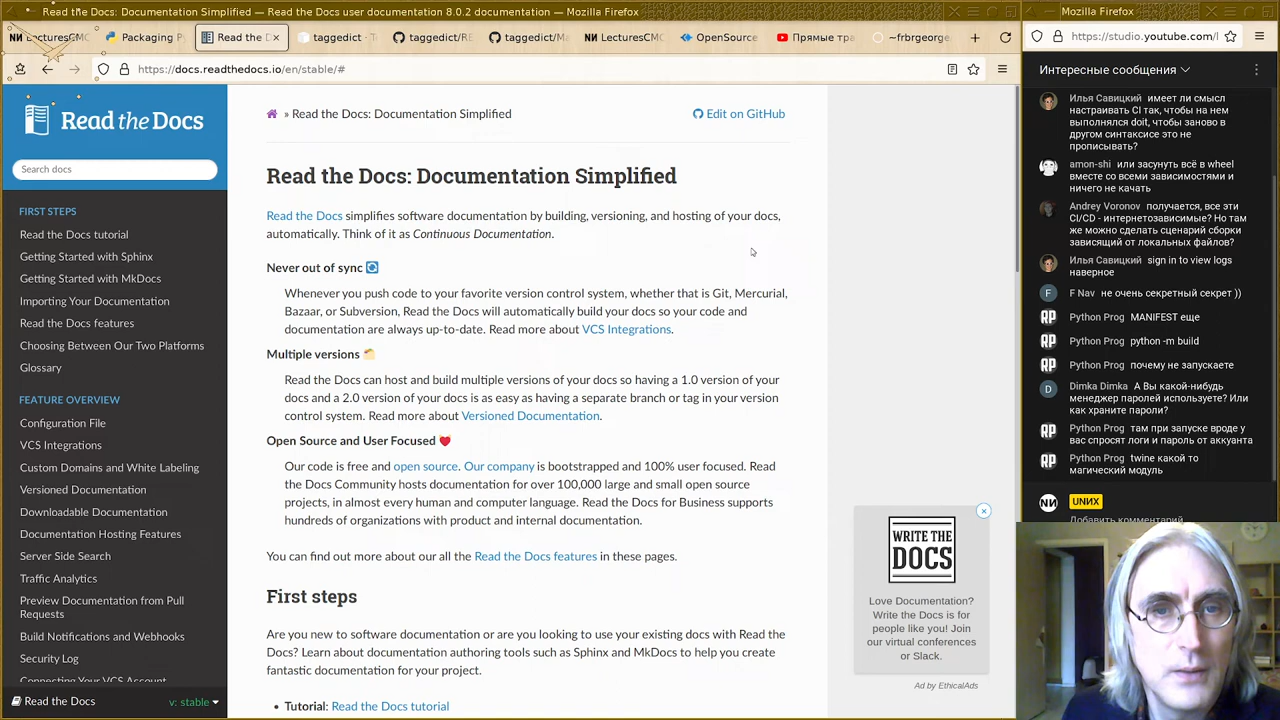 Read the Docs: Documentation Simplified — Read the Docs user documentation 8.0.2 documentation — Mozilla Firefox
Mozilla Firefox
LecturesCMC
Packaging Py
Read the D
taggedict · T
taggedict/RE
taggedict/Ma
LecturesCMC
OpenSource
Прямые тра
~frbrgeorge
https://docs.readthedocs.io/en/stable/#
https://studio.youtube.com/l
Read the Docs
Search docs
FIRST STEPS
Read the Docs tutorial
Getting Started with Sphinx
Getting Started with MkDocs
Importing Your Documentation
Read the Docs features
Choosing Between Our Two Platforms
Glossary
FEATURE OVERVIEW
Configuration File
VCS Integrations
Custom Domains and White Labeling
Versioned Documentation
Downloadable Documentation
Documentation Hosting Features
Server Side Search
Traffic Analytics
Preview Documentation from Pull
Requests
Build Notifications and Webhooks
Security Log
Connecting Your VCS Account
Read the Docs
v: stable
» Read the Docs: Documentation Simplified
Edit on GitHub
Read the Docs: Documentation Simplified
Read the Docs simplifies software documentation by building, versioning, and hosting of your docs,
automatically. Think of it as Continuous Documentation.
Never out of sync
Whenever you push code to your favorite version control system, whether that is Git, Mercurial,
Bazaar, or Subversion, Read the Docs will automatically build your docs so your code and
documentation are always up-to-date. Read more about VCS Integrations.
Multiple versions
Read the Docs can host and build multiple versions of your docs so having a 1.0 version of your
docs and a 2.0 version of your docs is as easy as having a separate branch or tag in your version
control system. Read more about Versioned Documentation.
Open Source and User Focused
Our code is free and open source. Our company is bootstrapped and 100% user focused. Read
the Docs Community hosts documentation for over 100,000 large and small open source
projects, in almost every human and computer language. Read the Docs for Business supports
hundreds of organizations with product and internal documentation.
You can find out more about our all the Read the Docs features in these pages.
First steps
Are you new to software documentation or are you looking to use your existing docs with Read the
Docs? Learn about documentation authoring tools such as Sphinx and MkDocs to help you create
fantastic documentation for your project.
• Tutorial: Read the Docs tutorial
WRITE THE
DOCS
Love Documentation?
Write the Docs is for
people like you! Join
our virtual conferences
or Slack.
Ad by EthicalAds
Интересные сообщения
Илья Савицкий имеет ли смысл
настраивать CI так, чтобы на нем
выполнялся doit, чтобы заново в
другом синтаксисе это не
прописывать?
amon-shi или засунуть всё в wheel
вместе со всеми зависимостями и
ничего не качать
Andrey Voronov получается, все эти
CI/CD - интернетозависимые? Но там
же можно сделать сценарий сборки
зависящий от локальных файлов?
Илья Савицкий sign in to view logs
наверное
F
F Nav не очень секретный секрет ))
Python Prog MANIFEST еще
Python Prog python -m build
Python Prog почему не запускаете
D
Dimka Dimka А Вы какой-нибудь
менеджер паролей используете? Или
как храните пароли?
Python Prog там при запуске вроде у
вас спросят логи и пароль от аккуанта
Python Prog twine какой то
магический модуль
UNИX
Добавить комментарий